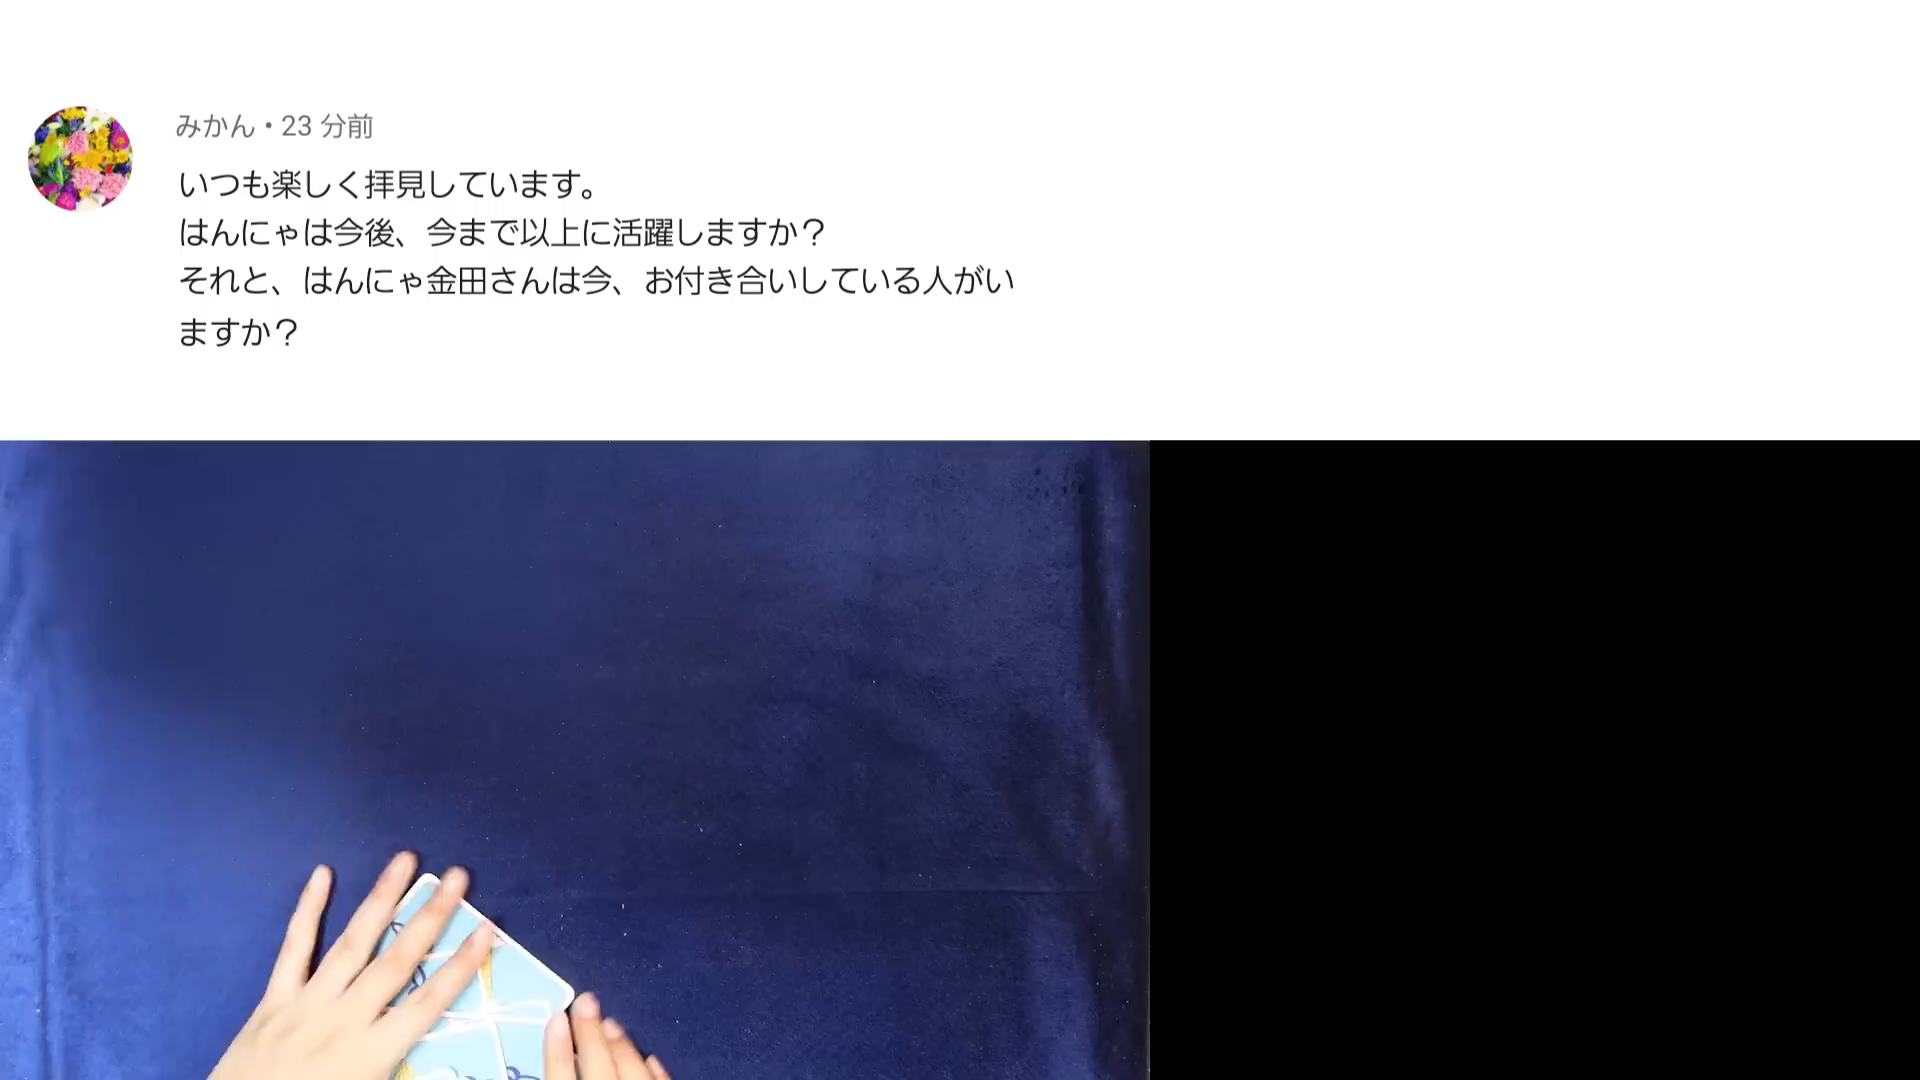 みかん・23 分前
いつも楽しく拝見しています。
はんにゃは今後、今まで以上に活躍しますか？
それと、はんにゃ金田さんは今、お付き合いしている人がい
ますか？